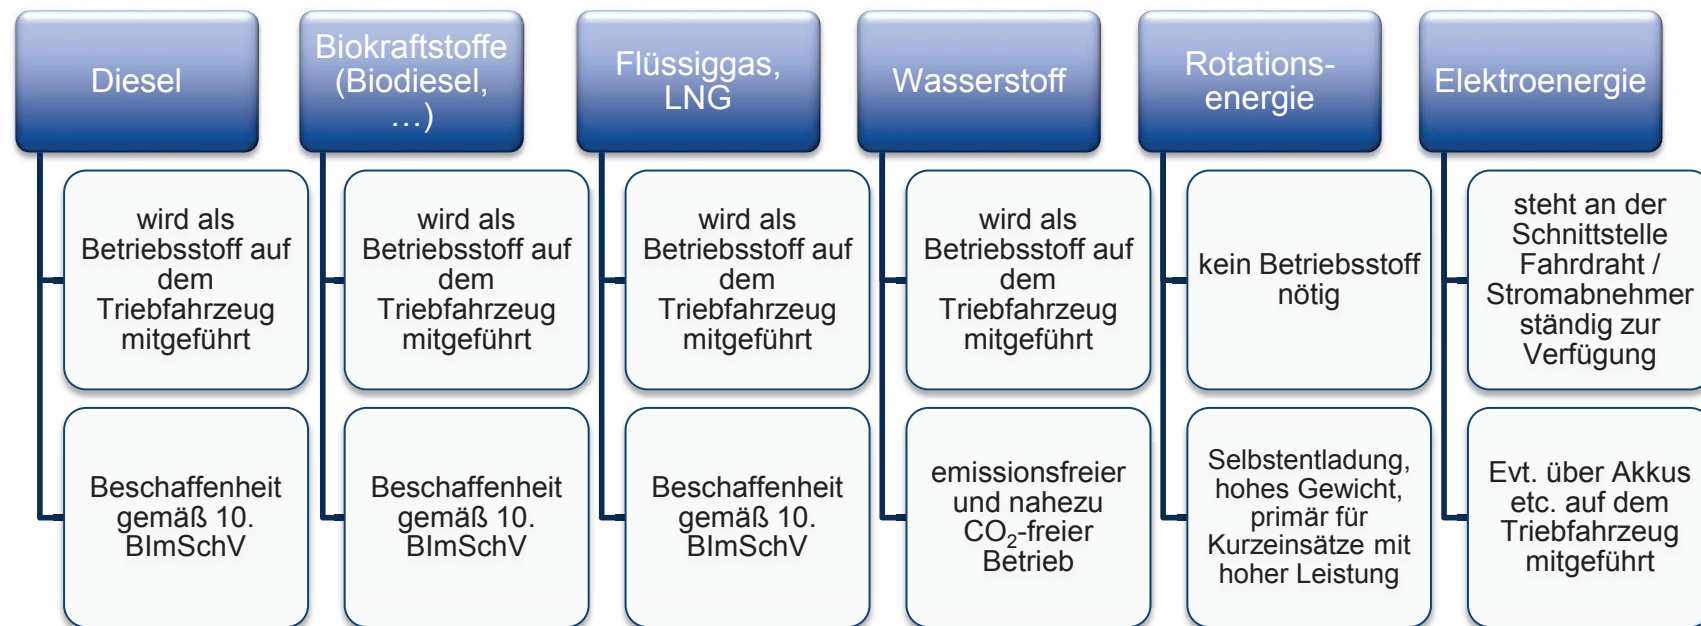 Diesel
wird als
Betriebsstoff auf
dem
Triebfahrzeug
mitgeführt
Beschaffenheit
gemäß 10.
BImSchV
Biokraftstoffe
(Biodiesel,
…)
wird als
Betriebsstoff auf
dem
Triebfahrzeug
mitgeführt
Beschaffenheit
gemäß 10.
BImSchV
Flüssiggas,
LNG
wird als
Betriebsstoff auf
dem
Triebfahrzeug
mitgeführt
Beschaffenheit
gemäß 10.
BImSchV
Wasserstoff
wird als
Betriebsstoff auf
dem
Triebfahrzeug
mitgeführt
emissionsfreier
und nahezu
CO₂-freier
Betrieb
Rotations-
energie
kein Betriebsstoff
nötig
Selbstentladung,
hohes Gewicht,
primär für
Kurzeinsätze mit
hoher Leistung
Elektroenergie
steht an der
Schnittstelle
Fahrdraht /
Stromabnehmer
ständig zur
Verfügung
Evt. über Akkus
etc. auf dem
Triebfahrzeug
mitgeführt